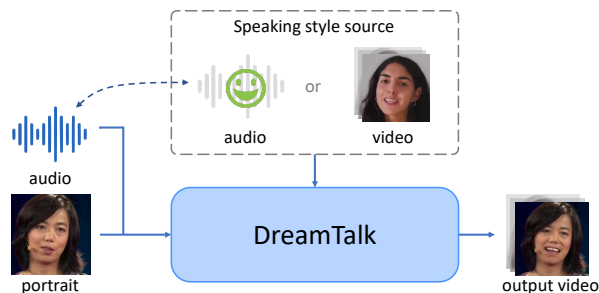 Speaking style source
or
audio
video
audio
DreamTalk
portrait
output video